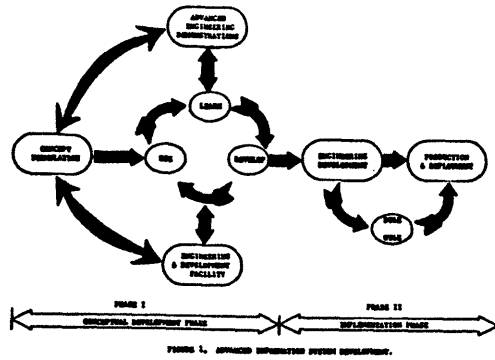 ADVANCED
ENGINEERING
DEMONSTRATIONS
LEARN
CONCEPT
FORMULATION
USE
DEVELOP
ENGINEERING
DEVELOPMENT
PRODUCTION
& DEPLOYMENT
ENGINEERING
& DEVELOPMENT
FACILITY
PHASE I
PHASE II
CONCEPTUAL DEVELOPMENT PHASE
IMPLEMENTATION PHASE
FIGURE 1. ADVANCED INFORMATION SYSTEM DEVELOPMENT.